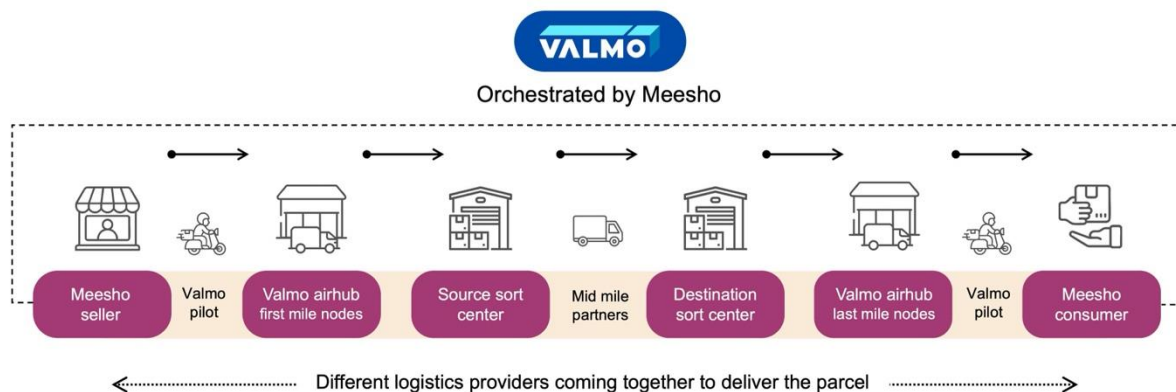 VALMO
Orchestrated by Meesho
Meesho
seller
Valmo
pilot
Valmo airhub
first mile nodes
Source sort
center
Mid mile
partners
Destination
sort center
Valmo airhub
last mile nodes
Valmo
pilot
Meesho
consumer
Different logistics providers coming together to deliver the parcel